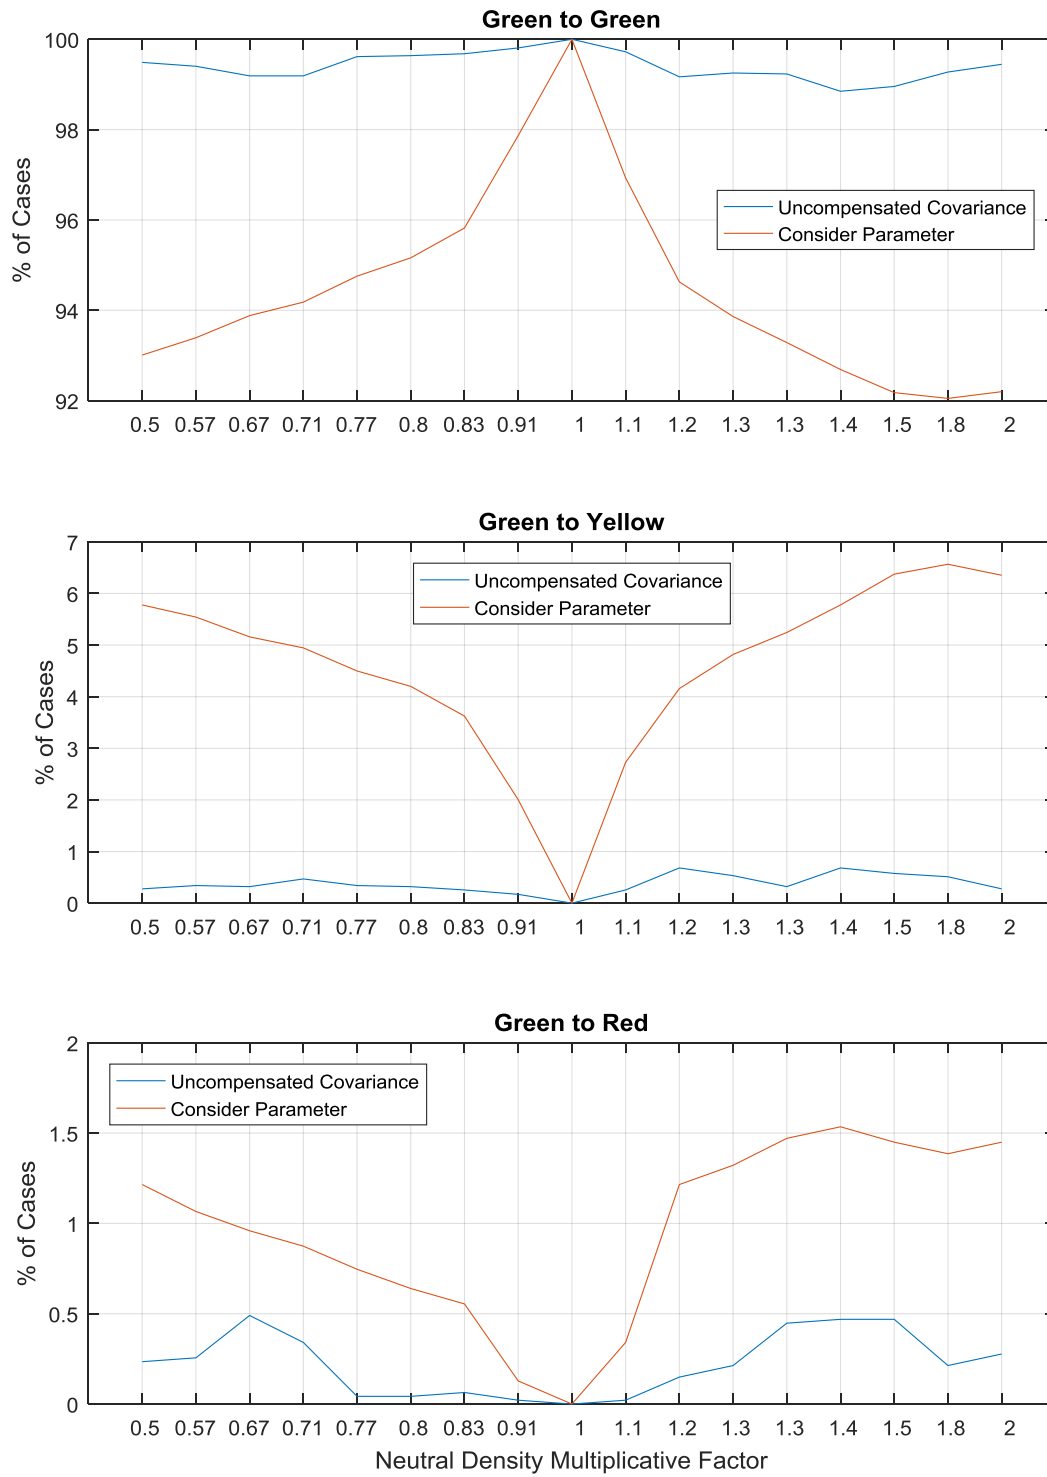 Green to Green
100
98
96
94
92
% of Cases
Uncompensated Covariance
Consider Parameter
0.5 0.57 0.67 0.71 0.77 0.8 0.83 0.91 1 1.1 1.2 1.3 1.3 1.4 1.5 1.8 2
Green to Yellow
7
6
5
4
3
2
1
0
% of Cases
Uncompensated Covariance
Consider Parameter
0.5 0.57 0.67 0.71 0.77 0.8 0.83 0.91 1 1.1 1.2 1.3 1.3 1.4 1.5 1.8 2
Green to Red
2
1.5
1
0.5
0
% of Cases
Uncompensated Covariance
Consider Parameter
0.5 0.57 0.67 0.71 0.77 0.8 0.83 0.91 1 1.1 1.2 1.3 1.3 1.4 1.5 1.8 2
Neutral Density Multiplicative Factor